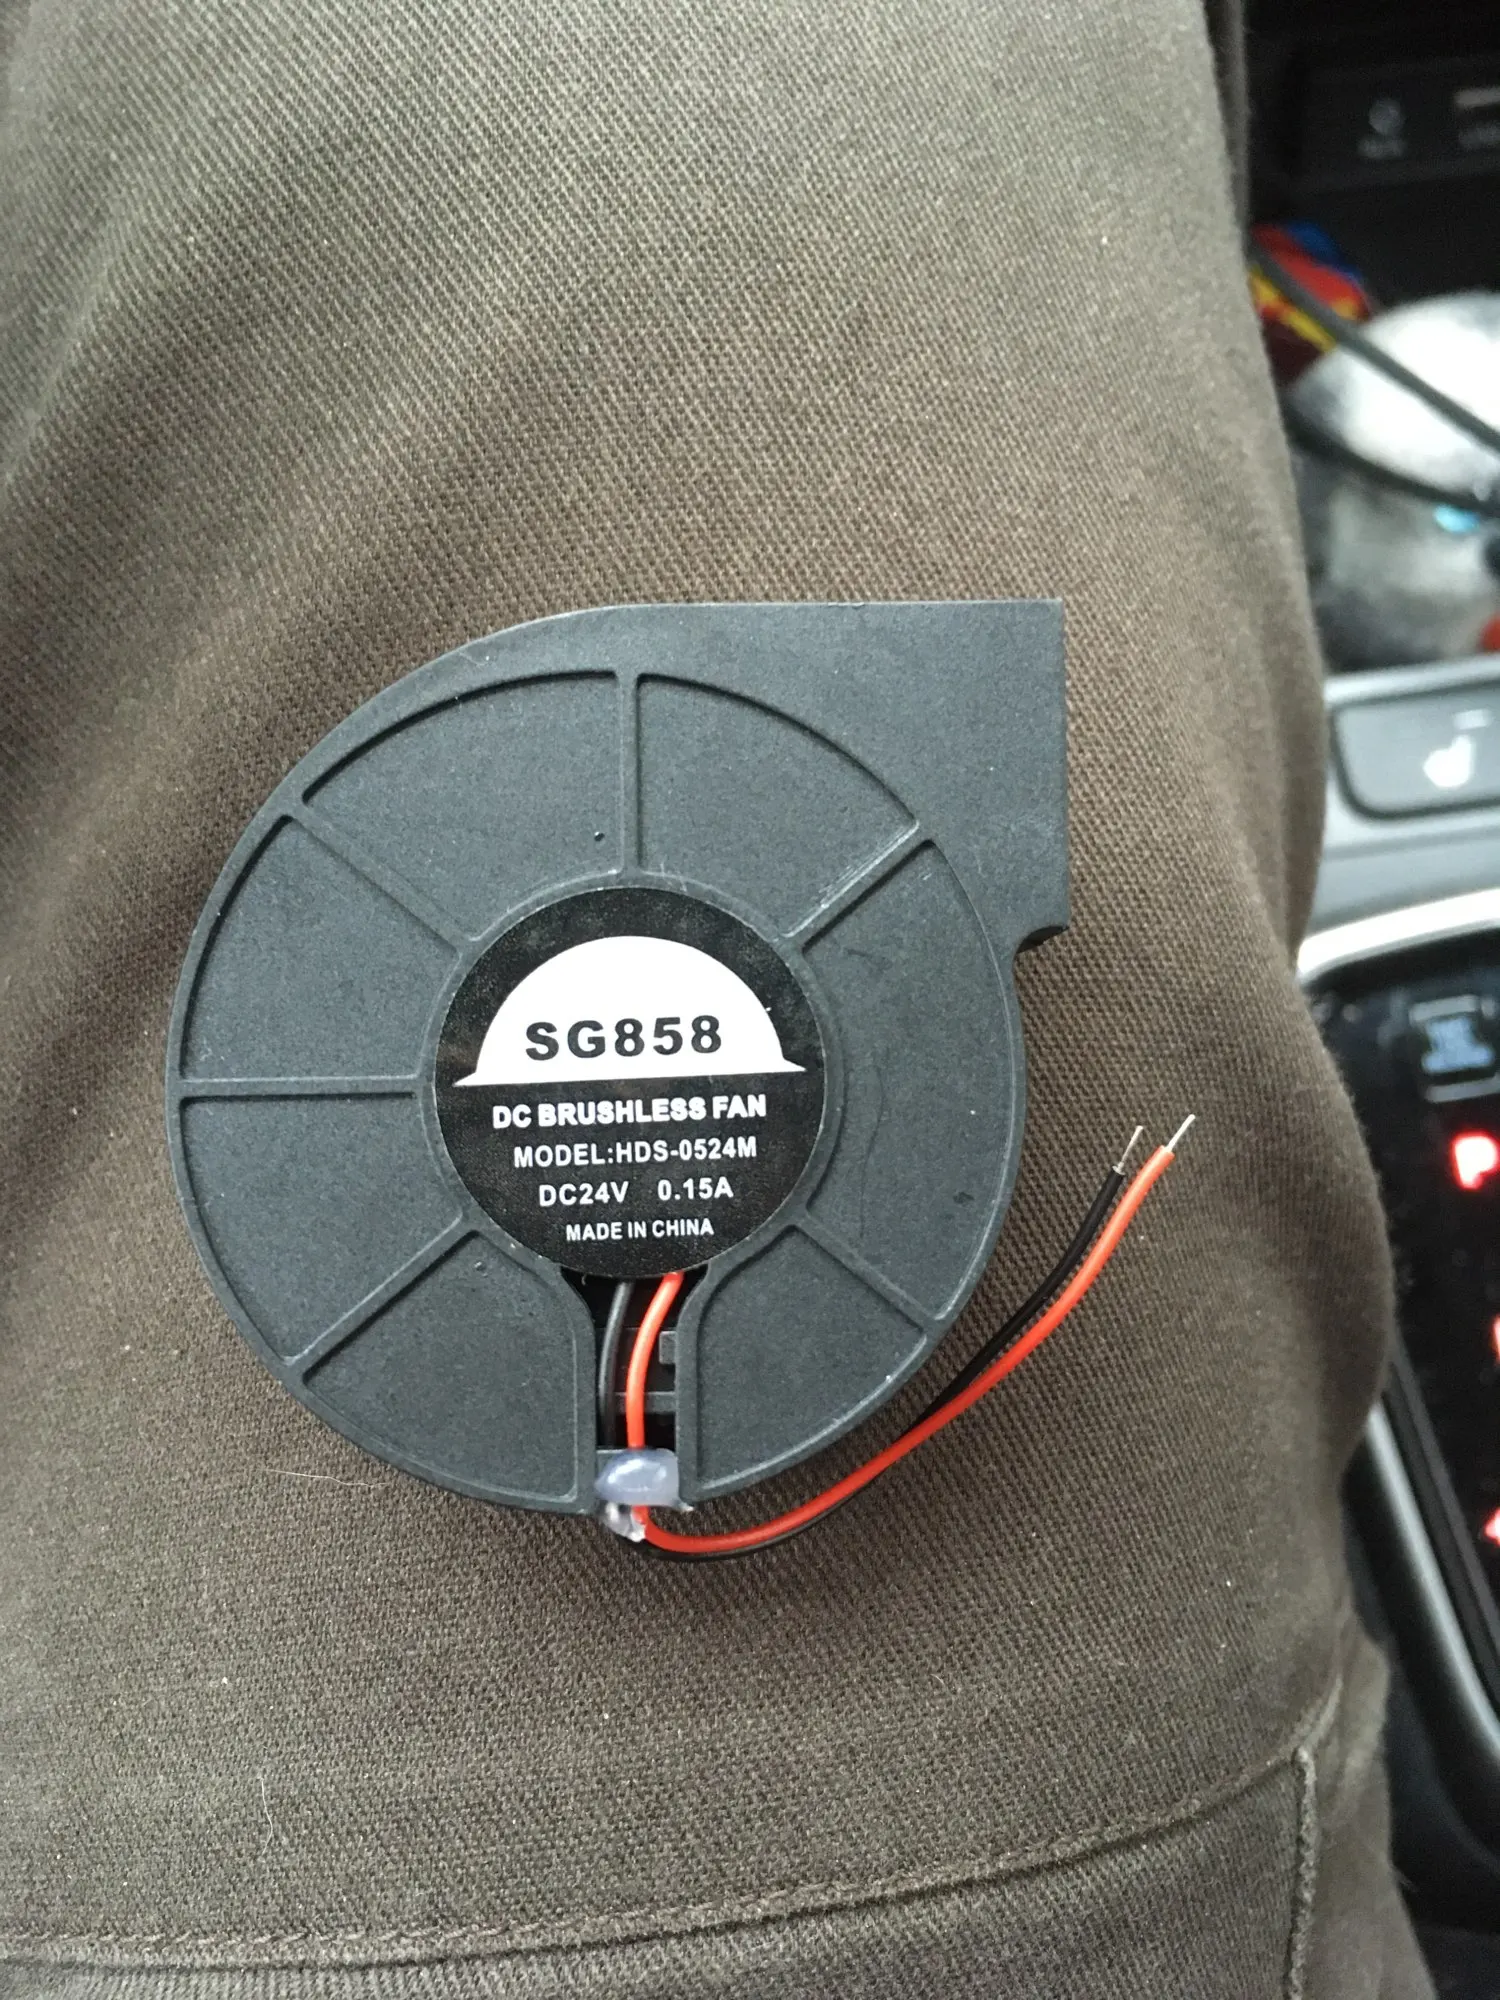 SG858
DC BRUSHLESS FAN
MODEL:HDS-0524M
DC24V 0.15A
MADE IN CHINA
P